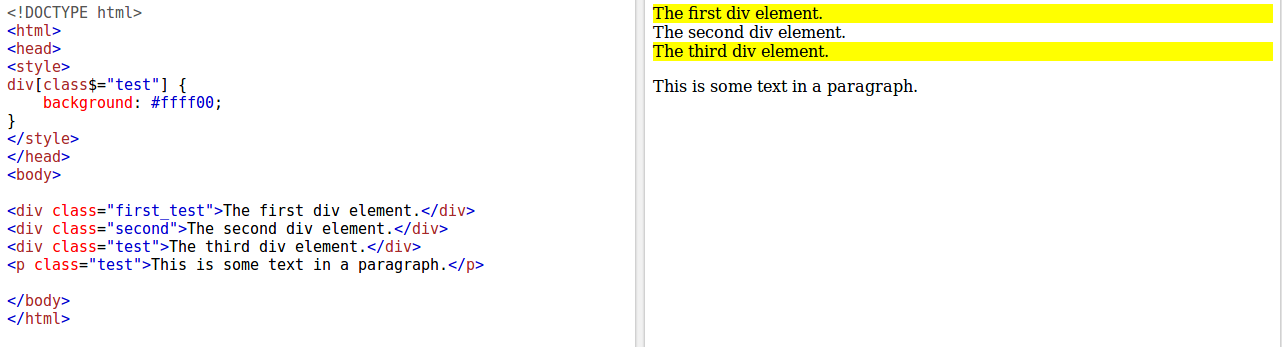 <!DOCTYPE html>
<html>
<head>
<style>
div[class$="test"] {
    background: #ffff00;
}
</style>
</head>
<body>

<div class="first_test">The first div element.</div>
<div class="second">The second div element.</div>
<div class="test">The third div element.</div>
<p class="test">This is some text in a paragraph.</p>

</body>
</html>
The first div element.
The second div element.
The third div element.
This is some text in a paragraph.